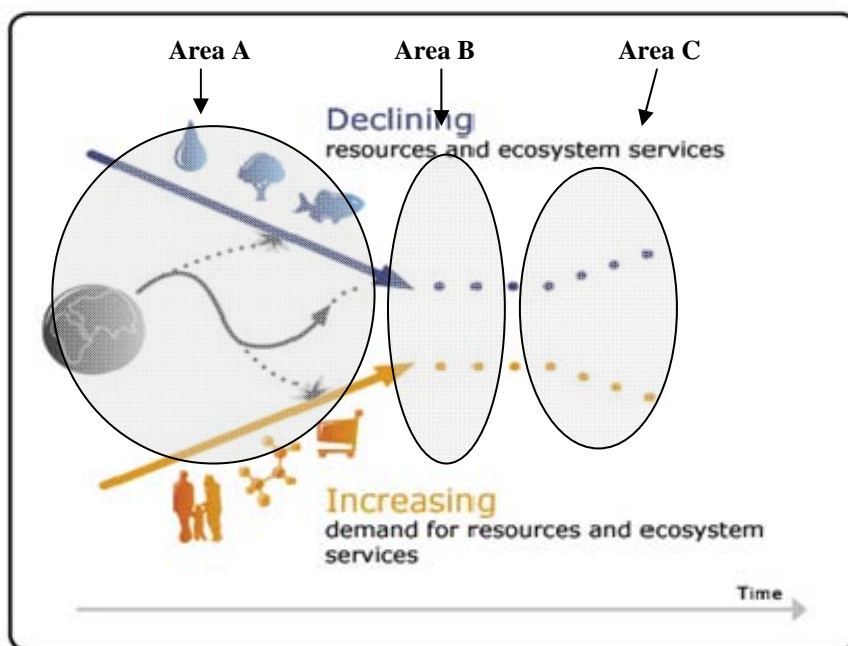 Area A
Area B
Area C
Declining
resources and ecosystem services
Increasing
demand for resources and ecosystem
services
Time